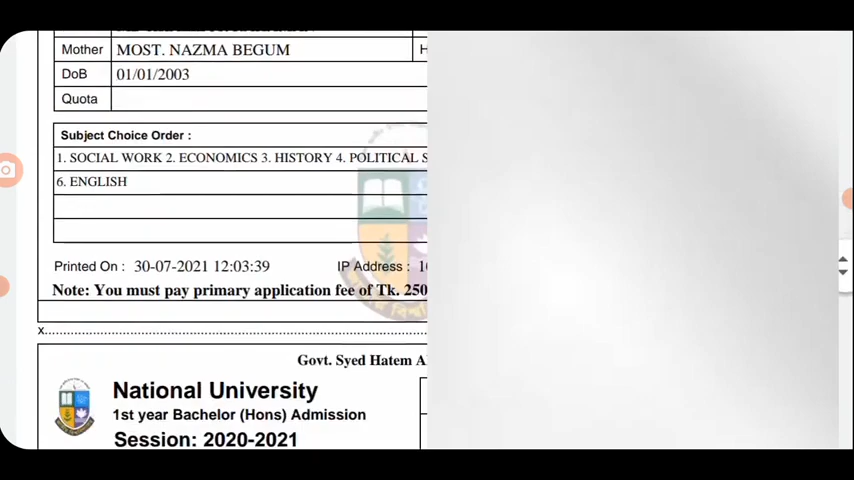 Mother MOST. NAZMA BEGUM H
DoB 01/01/2003
Quota
Subject Choice Order :
1. SOCIAL WORK 2. ECONOMICS 3. HISTORY 4. POLITICAL S
6. ENGLISH
Printed On : 30-07-2021 12:03:39 IP Address : 10
Note: You must pay primary application fee of Tk. 250
x
Govt. Syed Hatem A
National University
1st year Bachelor (Hons) Admission
Session: 2020-2021